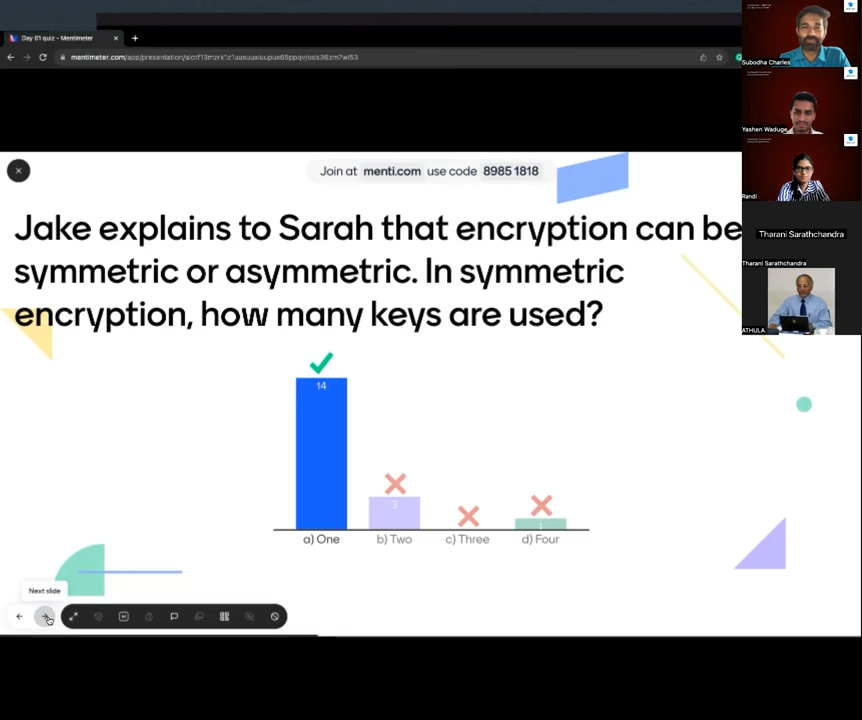 Day 01 quiz - Mentimeter
Join at menti.com use code 8985 1818
Jake explains to Sarah that encryption can be
symmetric or asymmetric. In symmetric
encryption, how many keys are used?
14
3
1
a) One
b) Two
c) Three
d) Four
Next slide
Subodha Charles
Yashen Waduge
Randi
Tharani Sarathchandra
Tharani Sarathchandra
ATHULA